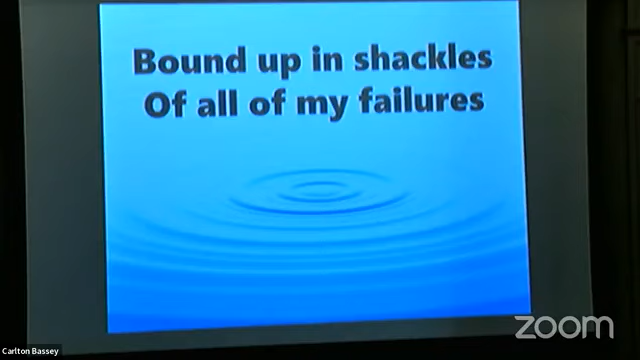 Bound up in shackles
Of all of my failures
zoom
Carlton Bassey